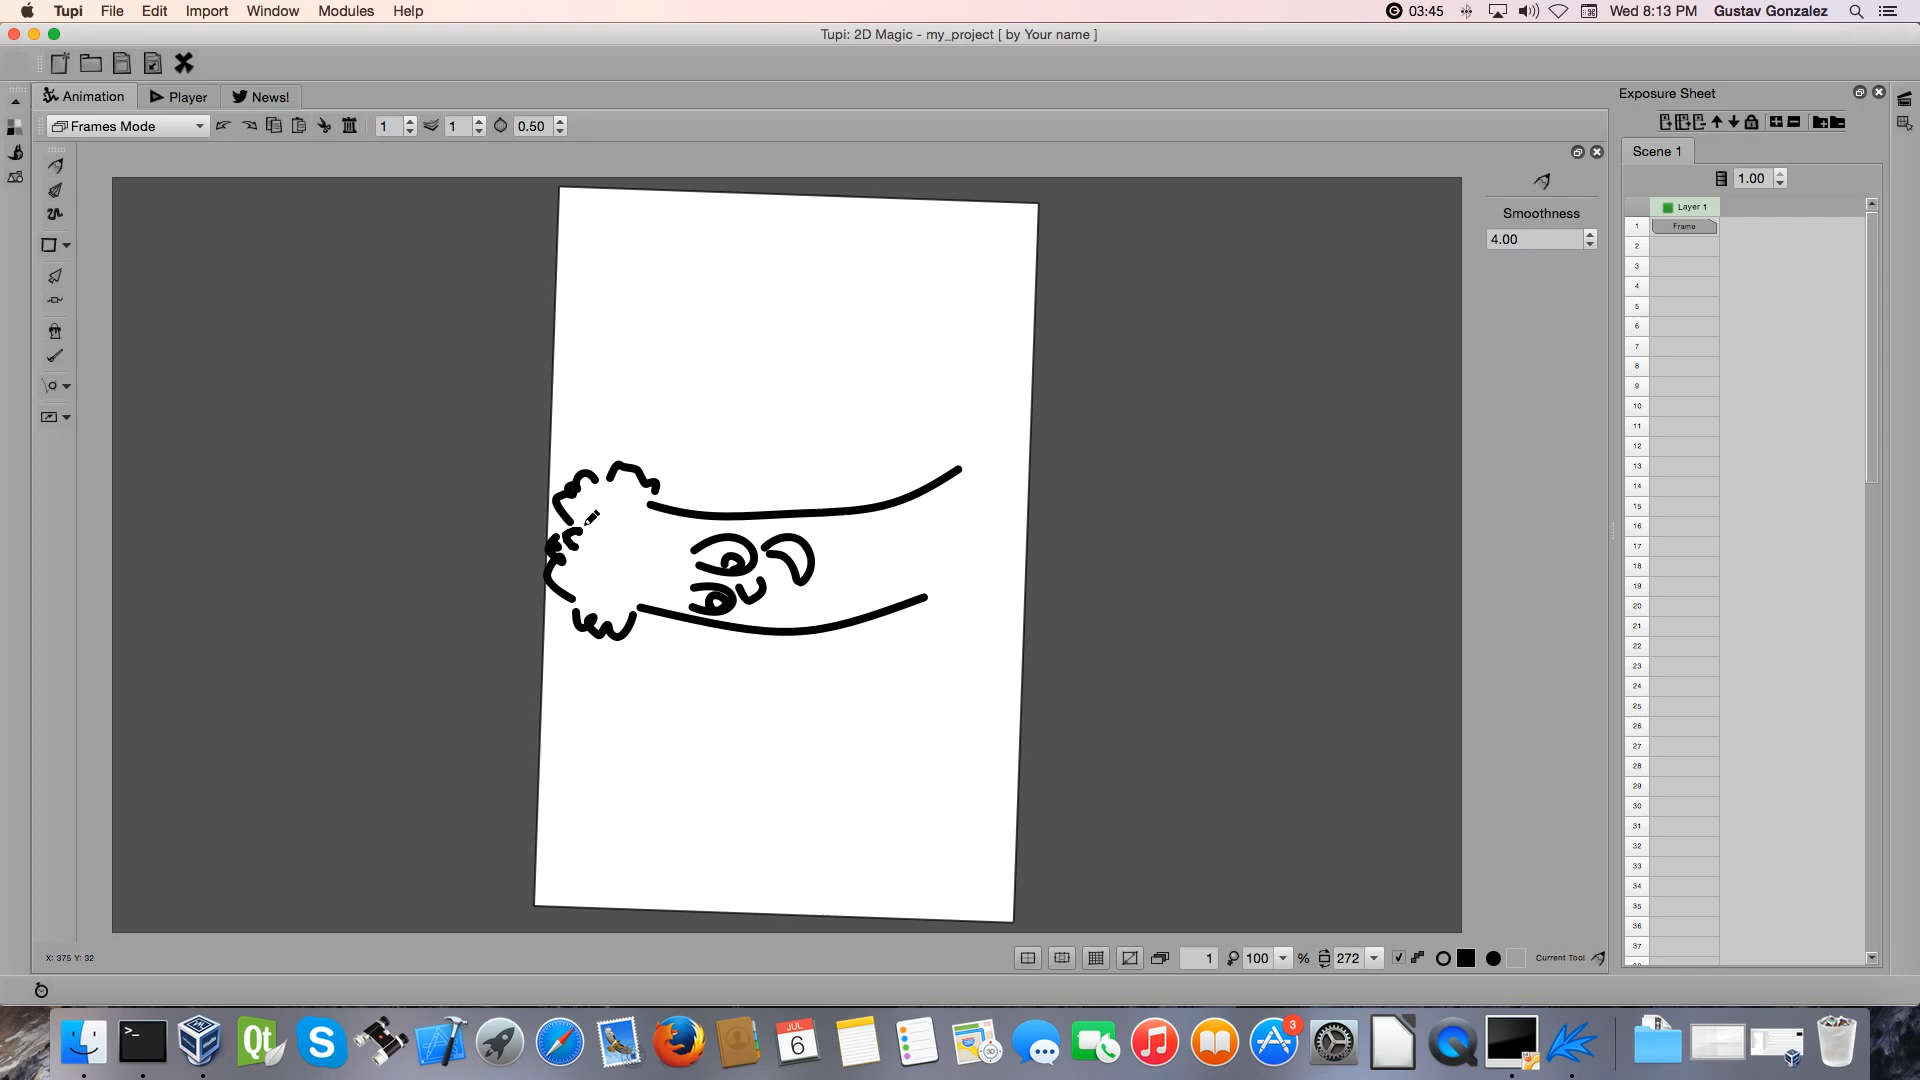 Tupi File Edit Import Window Modules Help 03:45 Wed 8:13 PM Gustav Gonzalez
Tupi: 2D Magic - my_project [ by Your name ]
Animation Player News!
Exposure Sheet
Frames Mode 1 1 0.50
Scene 1
1.00
Smoothness
4.00
Layer 1
1 Frame
2
3
4
5
6
7
8
9
10
11
12
13
14
15
16
17
18
19
20
21
22
23
24
25
26
27
28
29
30
31
32
33
34
35
36
37
X: 375 Y: 32
1 100 % 272 Current Tool
>_
Qt
JUL
6
3D
3